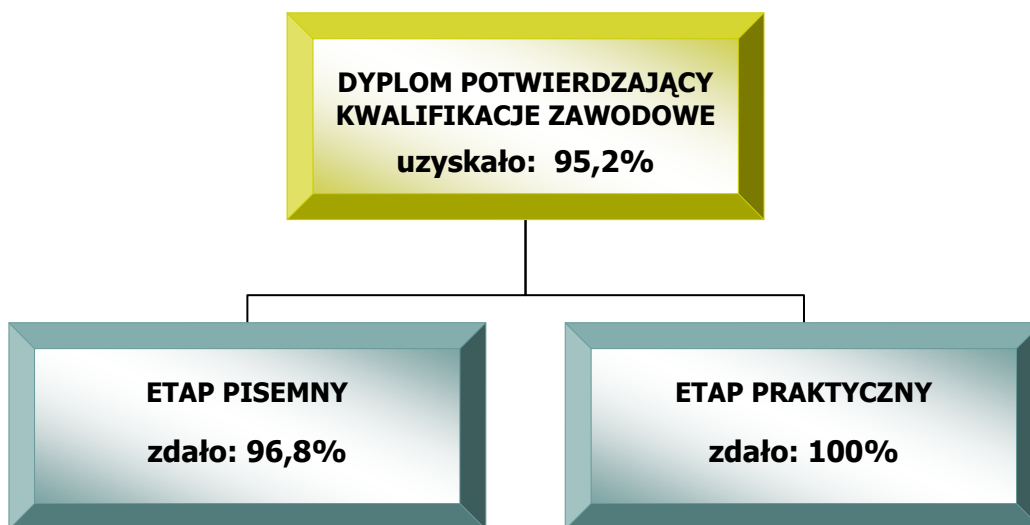 DYPLOM POTWIERDZAJĄCY
KWALIFIKACJE ZAWODOWE
uzyskało: 95,2%
ETAP PISEMNY
zdało: 96,8%
ETAP PRAKTYCZNY
zdało: 100%